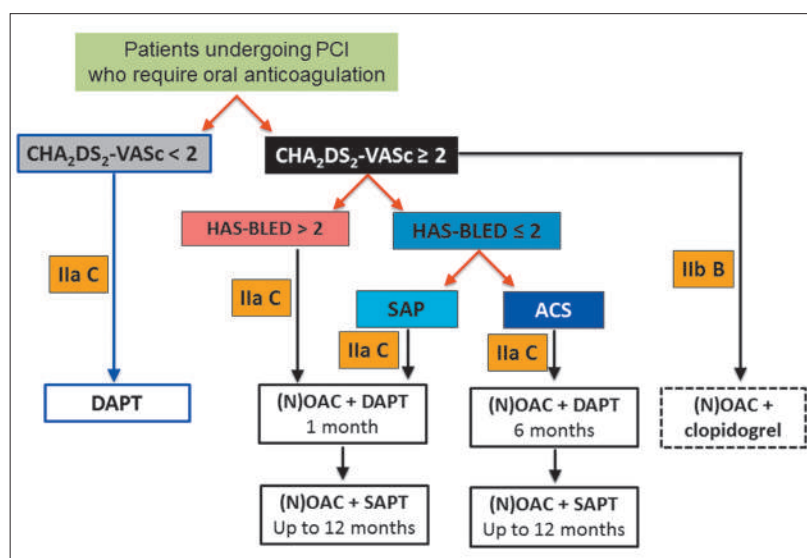 Patients undergoing PCI
who require oral anticoagulation
CHA₂DS₂-VASc < 2
CHA₂DS₂-VASc ≥ 2
HAS-BLED > 2
HAS-BLED ≤ 2
IIa C
IIa C
IIb B
SAP
ACS
IIa C
IIa C
DAPT
(N)OAC + DAPT
1 month
(N)OAC + DAPT
6 months
(N)OAC +
clopidogrel
(N)OAC + SAPT
Up to 12 months
(N)OAC + SAPT
Up to 12 months